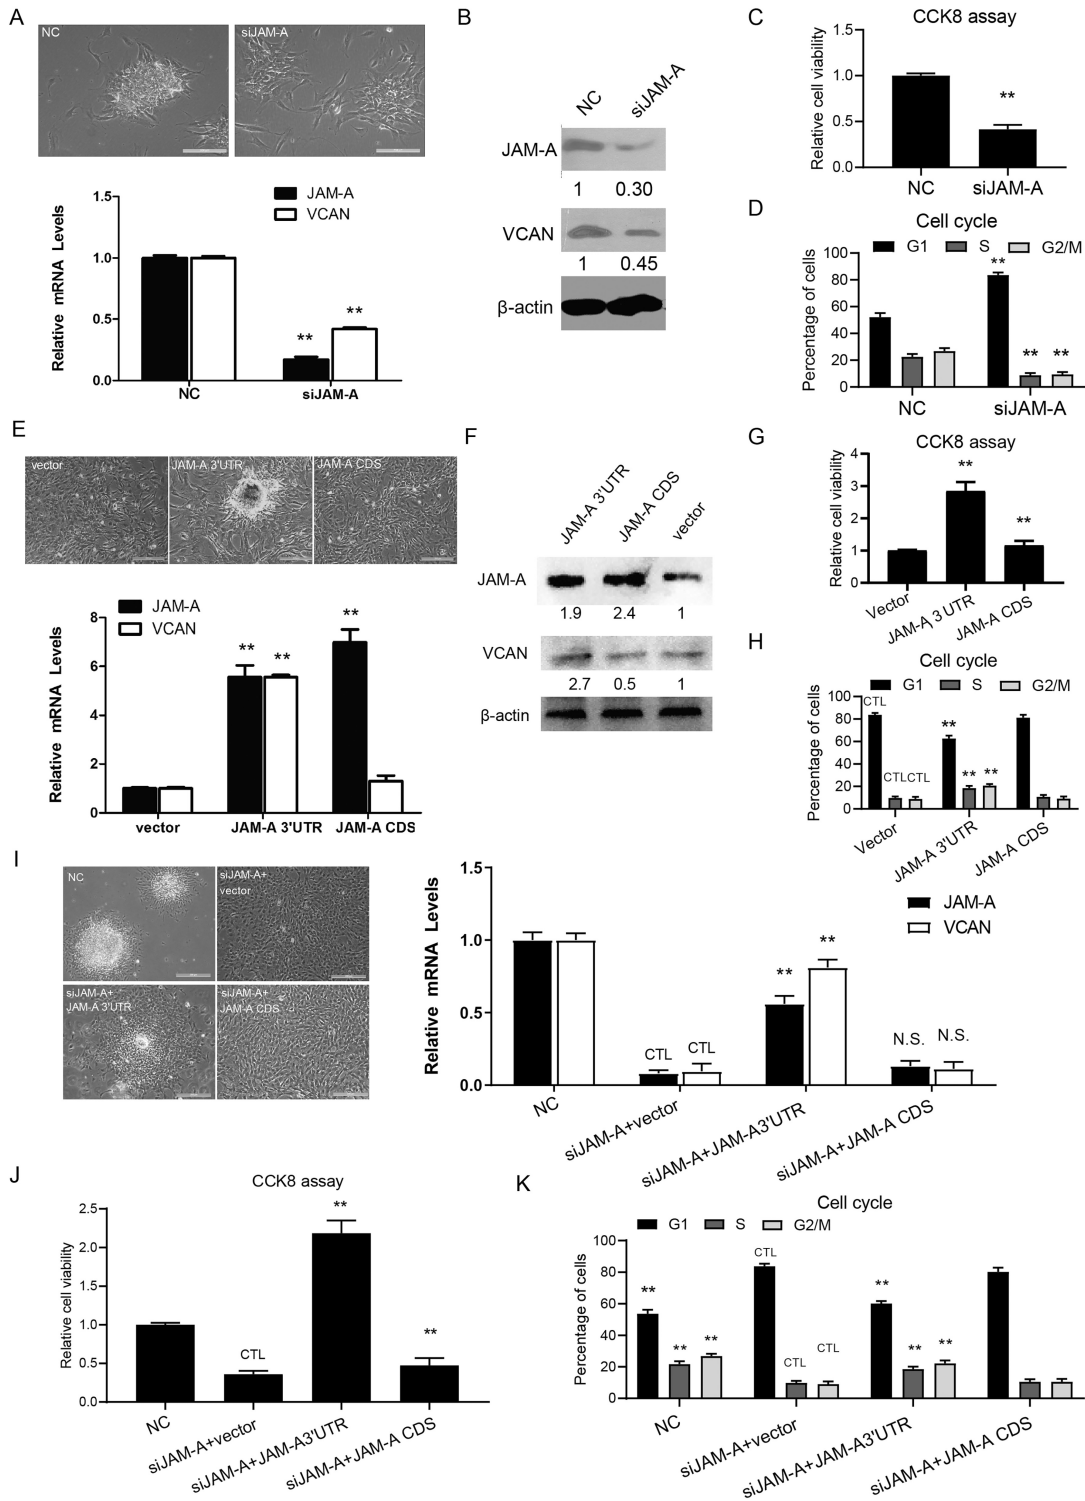 A
NC
siJAM-A
Relative mRNA Levels
1.5
1.0
0.5
0.0
JAM-A
VCAN
**
**
NC
siJAM-A
B
NC
siJAM-A
JAM-A
1
0.30
VCAN
1
0.45
β-actin
C
CCK8 assay
Relative cell viability
1.5
1.0
0.5
0.0
**
NC
siJAM-A
D
Cell cycle
G1
S
G2/M
Percentage of cells
100
80
60
40
20
0
**
**
**
NC
siJAM-A
E
vector
JAM-A 3'UTR
JAM-A CDS
Relative mRNA Levels
8
6
4
2
0
JAM-A
VCAN
**
**
**
vector
JAM-A 3'UTR
JAM-A CDS
F
JAM-A 3'UTR
JAM-A CDS
vector
JAM-A
1.9
2.4
1
VCAN
2.7
0.5
1
β-actin
G
CCK8 assay
Relative cell viability
4
3
2
1
0
**
**
Vector
JAM-A 3 UTR
JAM-A CDS
H
Cell cycle
G1
S
G2/M
Percentage of cells
100
80
60
40
20
0
CTL
CTL
CTL
**
**
**
Vector
JAM-A 3'UTR
JAM-A CDS
I
NC
siJAM-A+
vector
siJAM-A+
JAM-A 3'UTR
siJAM-A+
JAM-A CDS
Relative mRNA Levels
1.5
1.0
0.5
0.0
JAM-A
VCAN
CTL
CTL
**
**
N.S.
N.S.
NC
siJAM-A+vector
siJAM-A+JAM-A3'UTR
siJAM-A+JAM-A CDS
J
CCK8 assay
Relative cell viability
2.5
2.0
1.5
1.0
0.5
0.0
CTL
**
**
NC
siJAM-A+vector
siJAM-A+JAM-A3'UTR
siJAM-A+JAM-A CDS
K
Cell cycle
G1
S
G2/M
Percentage of cells
100
80
60
40
20
0
**
**
**
CTL
CTL
CTL
**
**
**
NC
siJAM-A+vector
siJAM-A+JAM-A3'UTR
siJAM-A+JAM-A CDS